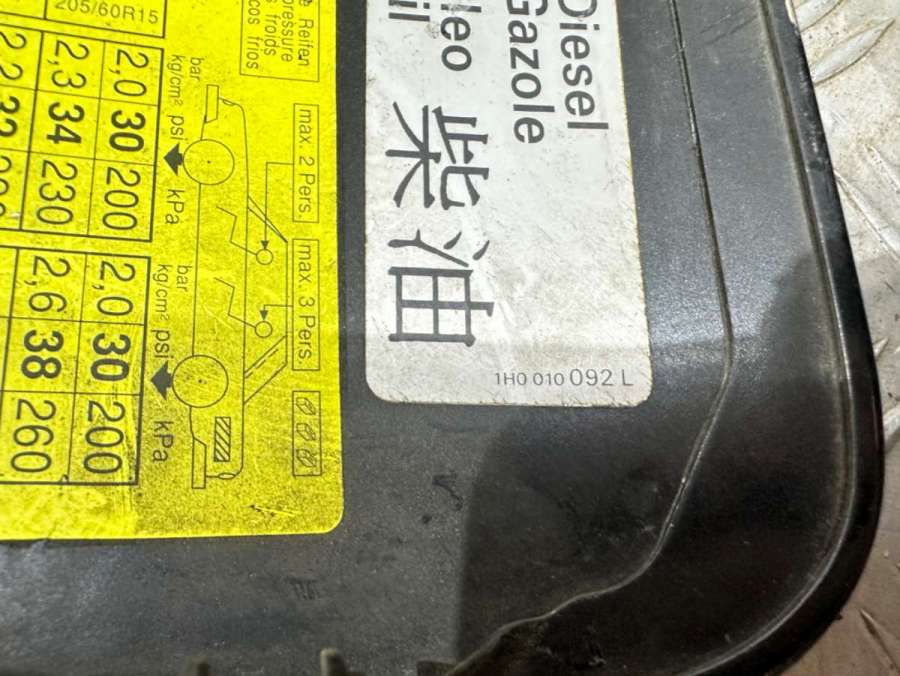 Diesel
Gazole
leo
il
柴油
1H0 010 092 L
e Reifen
pressure
s froids
cos frios
max. 2 Pers.
max. 3 Pers.
bar
kg/cm² psi kPa
bar
kg/cm² psi kPa
2,0 30 200
2,0 30 200
205/60R15
2,3 34 230
2,6 38 260